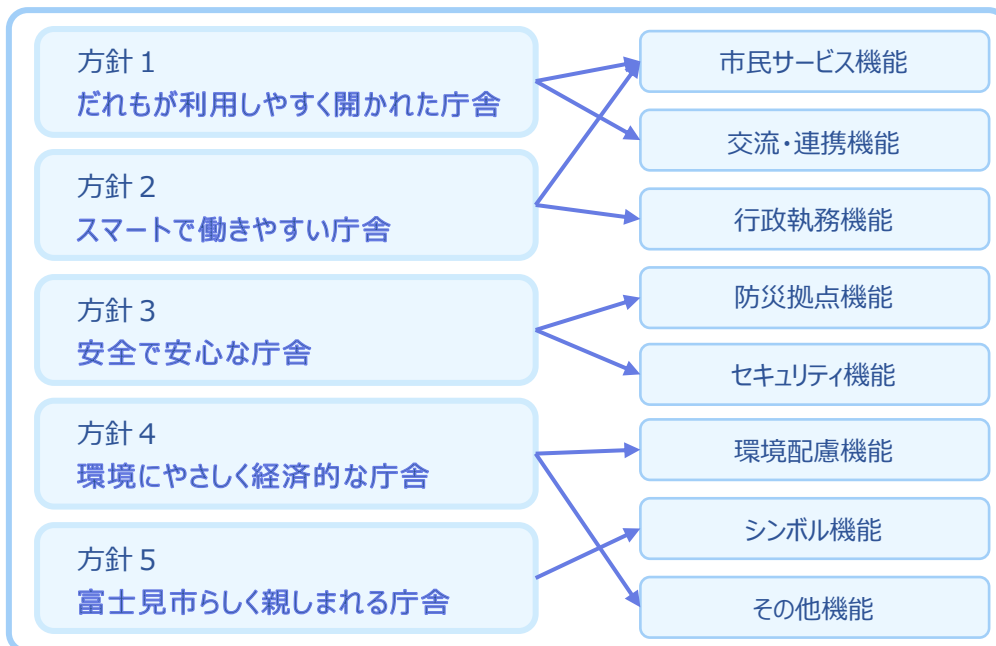 方針１
だれもが利用しやすく開かれた庁舎
方針２
スマートで働きやすい庁舎
方針３
安全で安心な庁舎
方針４
環境にやさしく経済的な庁舎
方針５
富士見市らしく親しまれる庁舎
市民サービス機能
交流・連携機能
行政執務機能
防災拠点機能
セキュリティ機能
環境配慮機能
シンボル機能
その他機能